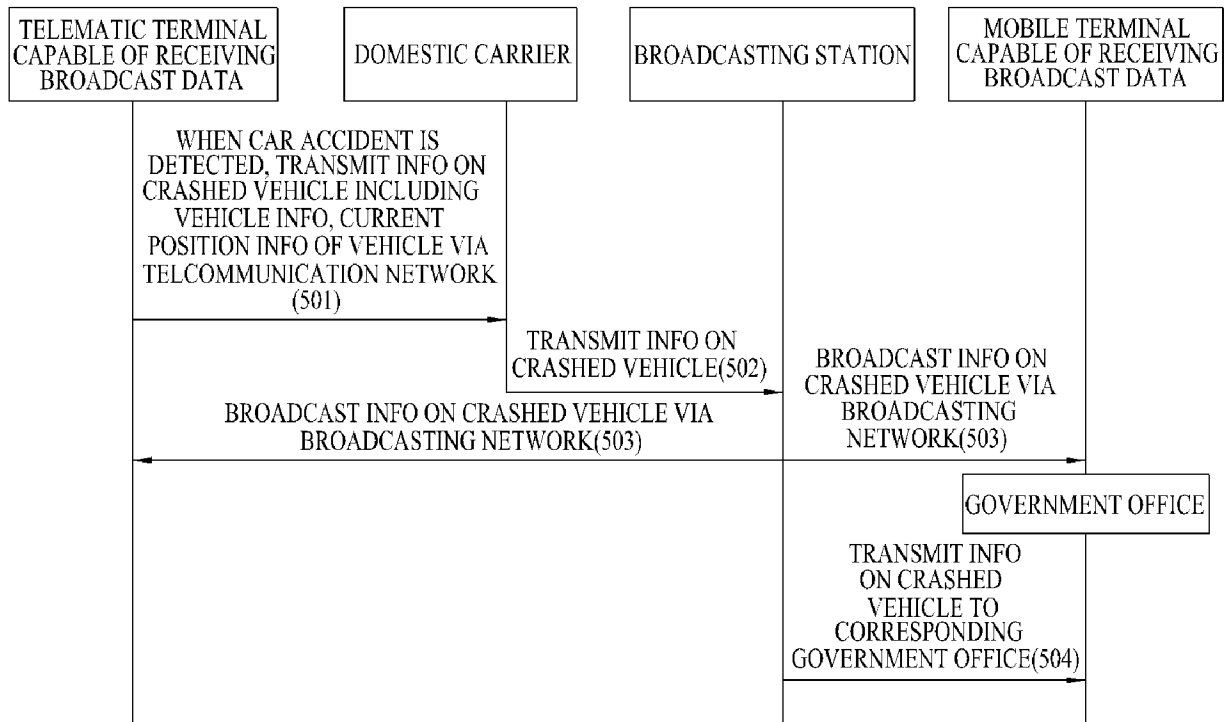 TELEMATIC TERMINAL
CAPABLE OF RECEIVING
BROADCAST DATA
DOMESTIC CARRIER
BROADCASTING STATION
MOBILE TERMINAL
CAPABLE OF RECEIVING
BROADCAST DATA
WHEN CAR ACCIDENT IS
DETECTED, TRANSMIT INFO ON
CRASHED VEHICLE INCLUDING
VEHICLE INFO, CURRENT
POSITION INFO OF VEHICLE VIA
TELCOMMUNICATION NETWORK
(501)
TRANSMIT INFO ON
CRASHED VEHICLE(502)
BROADCAST INFO ON CRASHED VEHICLE VIA
BROADCASTING NETWORK(503)
BROADCAST INFO ON
CRASHED VEHICLE VIA
BROADCASTING
NETWORK(503)
GOVERNMENT OFFICE
TRANSMIT INFO
ON CRASHED
VEHICLE TO
CORRESPONDING
GOVERNMENT OFFICE(504)